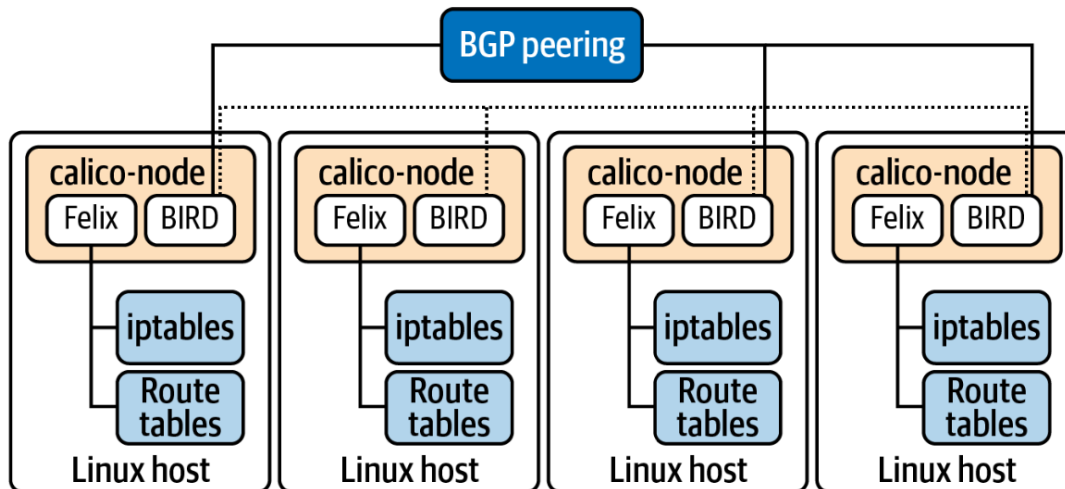 BGP peering
calico-node
Felix
BIRD
iptables
Route
tables
Linux host
calico-node
Felix
BIRD
iptables
Route
tables
Linux host
calico-node
Felix
BIRD
iptables
Route
tables
Linux host
calico-node
Felix
BIRD
iptables
Route
tables
Linux host